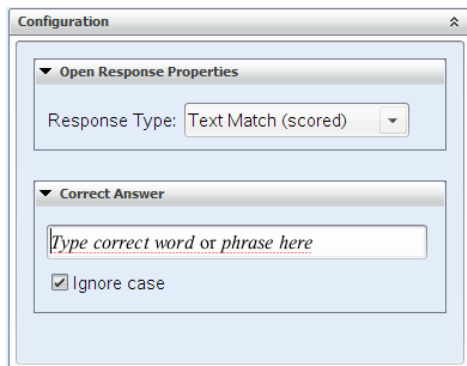 Configuration
Open Response Properties
Response Type: Text Match (scored)
Correct Answer
Type correct word or phrase here
Ignore case